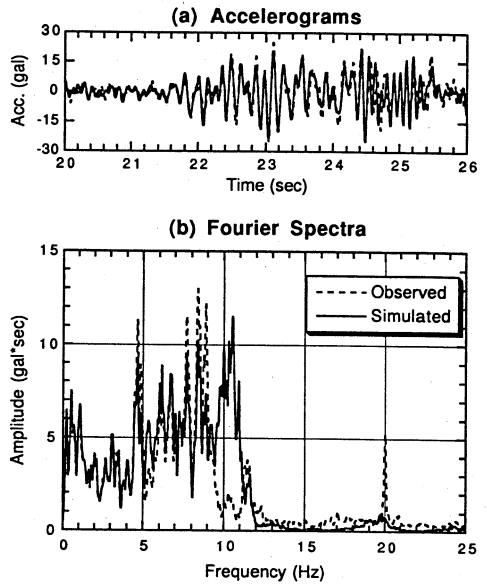 (a) Accelerograms
30
15
0
-15
-30
Acc. (gal)
20 21 22 23 24 25 26
Time (sec)
(b) Fourier Spectra
15
10
5
0
Amplitude (gal*sec)
Observed
Simulated
0 5 10 15 20 25
Frequency (Hz)